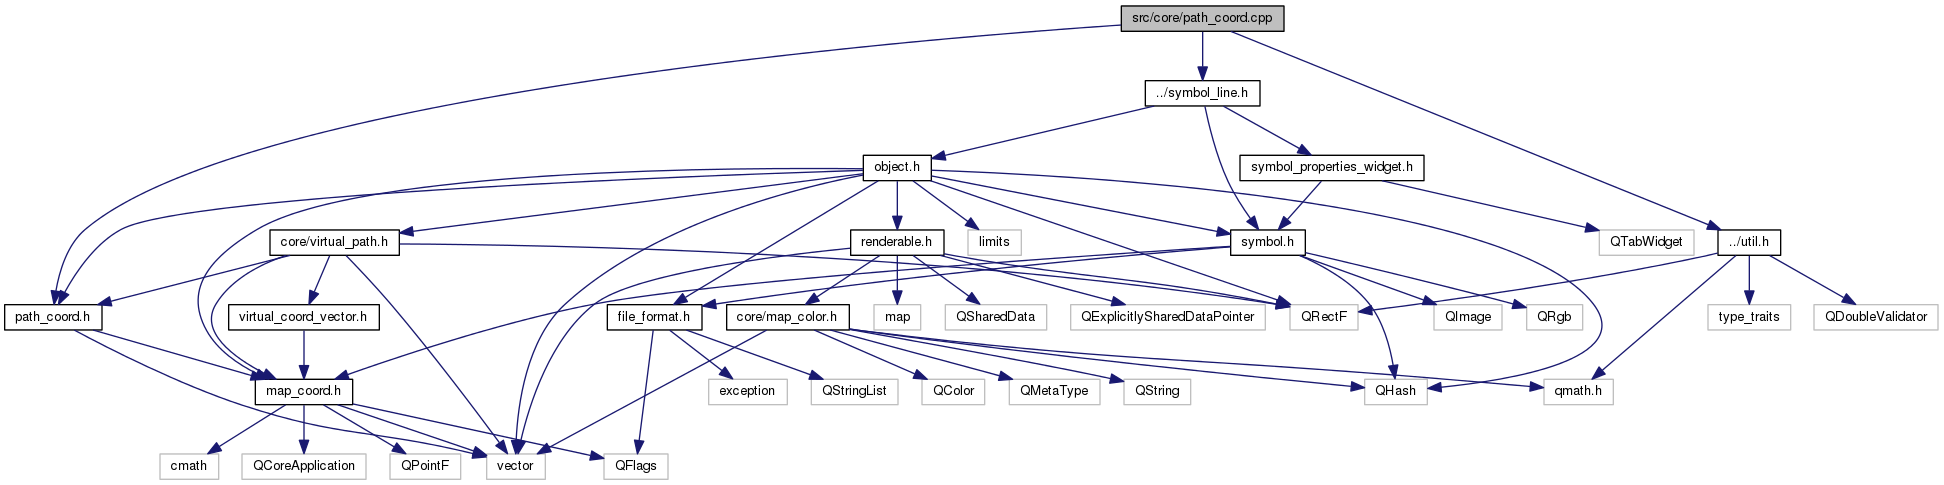 src/core/path_coord.cpp
../symbol_line.h
object.h
symbol_properties_widget.h
core/virtual_path.h
renderable.h
limits
symbol.h
QTabWidget
../util.h
path_coord.h
virtual_coord_vector.h
file_format.h
core/map_color.h
map
QSharedData
QExplicitlySharedDataPointer
QRectF
QImage
QRgb
type_traits
QDoubleValidator
map_coord.h
exception
QStringList
QColor
QMetaType
QString
QHash
qmath.h
cmath
QCoreApplication
QPointF
vector
QFlags